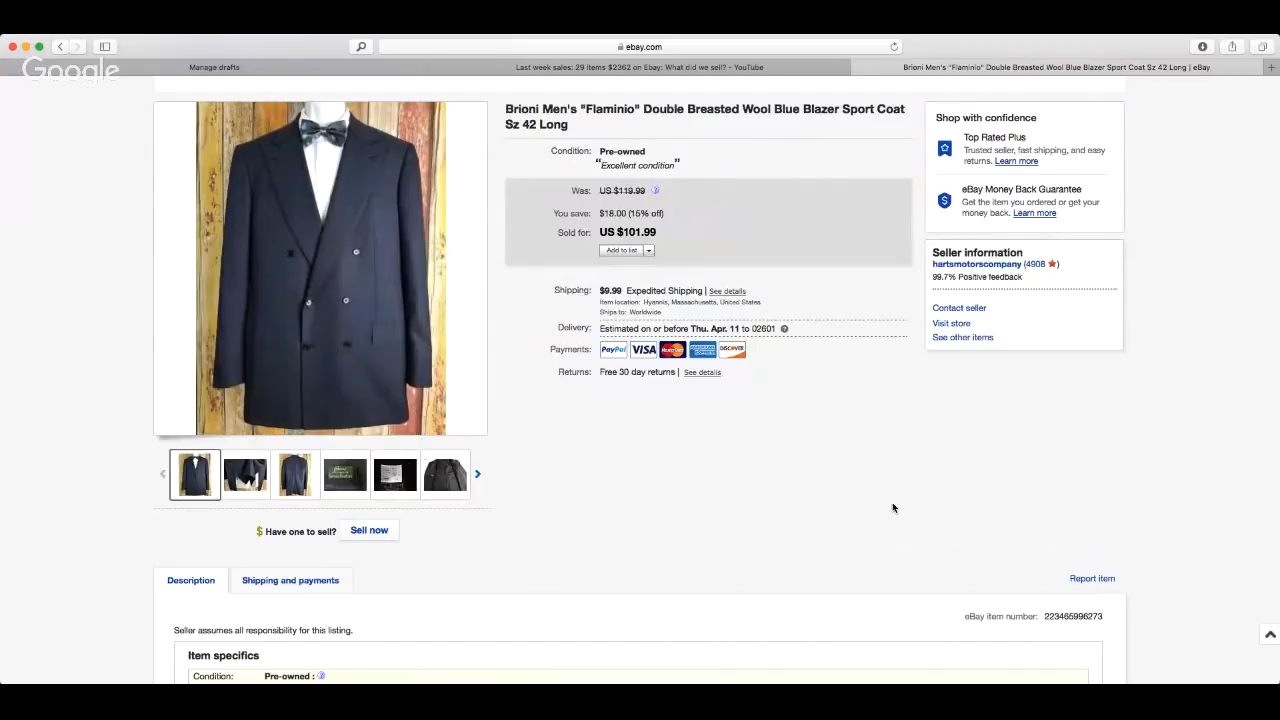 ebay.com
Google
Manage drafts
Last week sales: 29 items $2362 on Ebay: What did we sell? - YouTube
Brioni Men's "Flaminio" Double Breasted Wool Blue Blazer Sport Coat Sz 42 Long | eBay
Brioni Men's "Flaminio" Double Breasted Wool Blue Blazer Sport Coat
Sz 42 Long
Condition: Pre-owned
"Excellent condition"
Was: US $119.99
You save: $18.00 (15% off)
Sold for: US $101.99
Add to list
Shipping: $9.99 Expedited Shipping | See details
Item location: Hyannis, Massachusetts, United States
Ships to: Worldwide
Delivery: Estimated on or before Thu. Apr. 11 to 02601
Payments: PayPal VISA MasterCard AMERICAN EXPRESS DISCOVER
Returns: Free 30 day returns | See details
Shop with confidence
Top Rated Plus
Trusted seller, fast shipping, and easy
returns. Learn more
eBay Money Back Guarantee
Get the item you ordered or get your
money back. Learn more
Seller information
hartsmotorscompany (4908 )
99.7% Positive feedback
Contact seller
Visit store
See other items
$ Have one to sell? Sell now
Description
Shipping and payments
Report item
eBay item number: 223465996273
Seller assumes all responsibility for this listing.
Item specifics
Condition: Pre-owned :